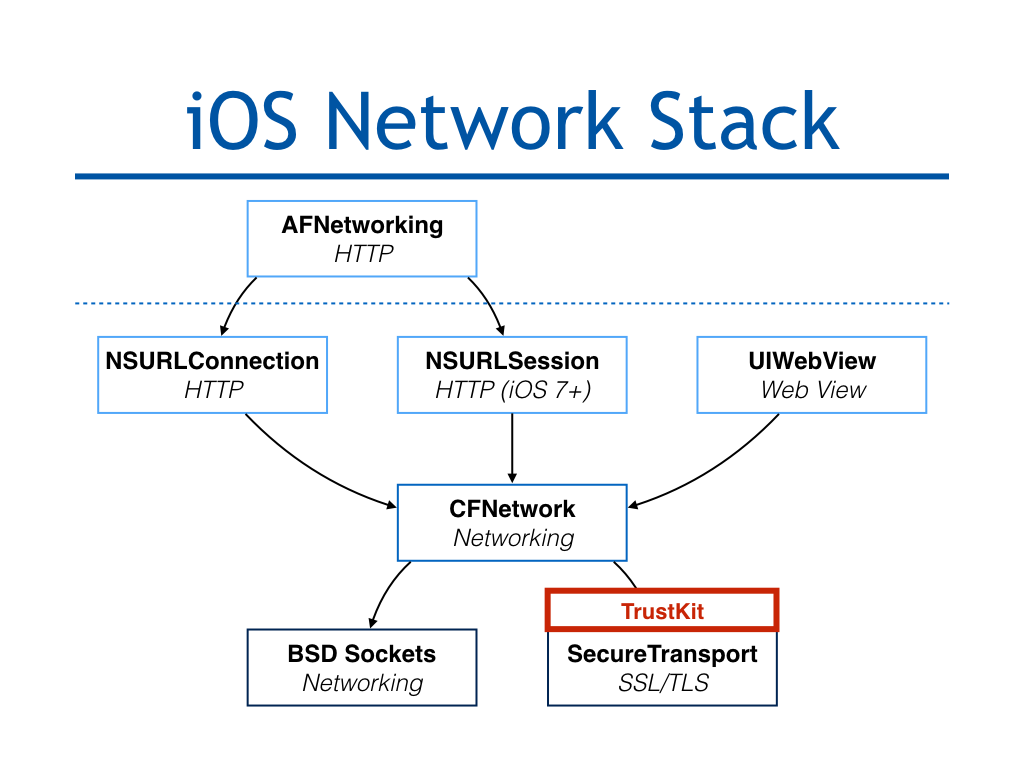 iOS Network Stack
AFNetworking
HTTP
NSURLConnection
HTTP
NSURLSession
HTTP (iOS 7+)
UIWebView
Web View
CFNetwork
Networking
TrustKit
BSD Sockets
Networking
SecureTransport
SSL/TLS